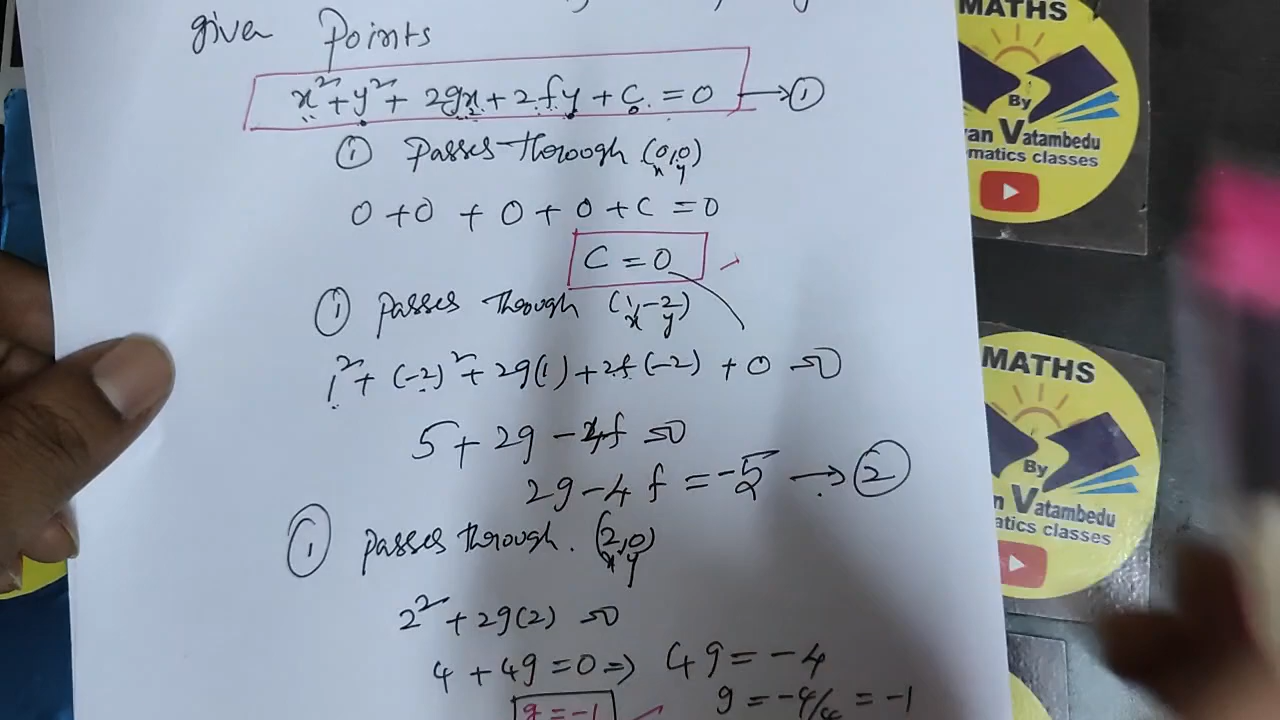 given Points
x²+y²+ 2gx+2fy+C=0 →①
① Passes through (0,0)
x y
0+0 + 0+0+C=0
C=0
① passes through (1,-2)
x y
1²+(-2)²+2g(1)+2f(-2)+0=0
5+2g-4f=0
2g-4f=-5 →②
① passes through. (2,0)
x y
2²+2g(2)=0
4+4g=0⇒ 4g=-4
g=-1 g=-4/4=-1
MATHS
By
an Vatambedu
matics classes
MATHS
By
n Vatambedu
atics classes